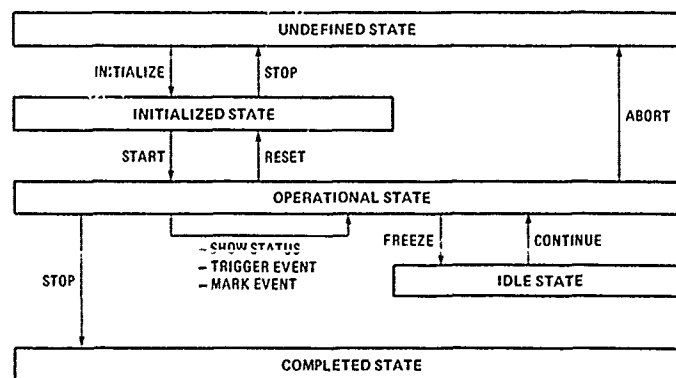 UNDEFINED STATE
INITIALIZE
STOP
INITIALIZED STATE
ABORT
START
RESET
OPERATIONAL STATE
FREEZE
CONTINUE
– SHOW STATUS
– TRIGGER EVENT
– MARK EVENT
STOP
IDLE STATE
COMPLETED STATE